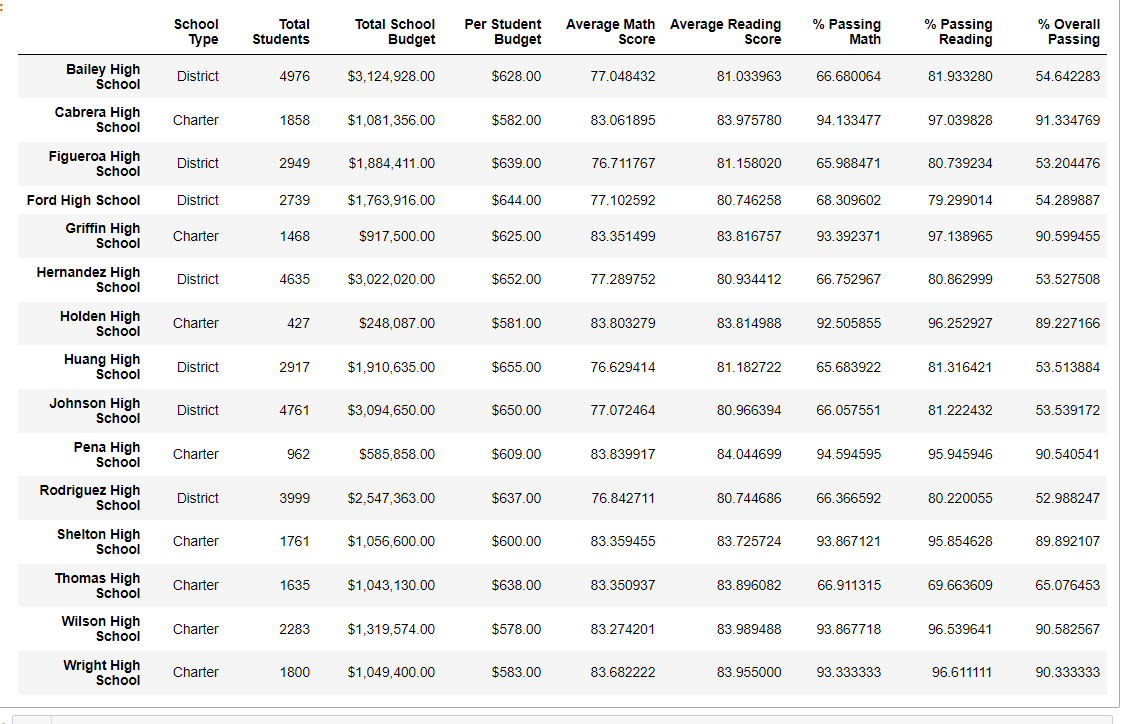 School Type Total Students Total School Budget Per Student Budget Average Math Score Average Reading Score % Passing Math % Passing Reading % Overall Passing
Bailey High School District 4976 $3,124,928.00 $628.00 77.048432 81.033963 66.680064 81.933280 54.642283
Cabrera High School Charter 1858 $1,081,356.00 $582.00 83.061895 83.975780 94.133477 97.039828 91.334769
Figueroa High School District 2949 $1,884,411.00 $639.00 76.711767 81.158020 65.988471 80.739234 53.204476
Ford High School District 2739 $1,763,916.00 $644.00 77.102592 80.746258 68.309602 79.299014 54.289887
Griffin High School Charter 1468 $917,500.00 $625.00 83.351499 83.816757 93.392371 97.138965 90.599455
Hernandez High School District 4635 $3,022,020.00 $652.00 77.289752 80.934412 66.752967 80.862999 53.527508
Holden High School Charter 427 $248,087.00 $581.00 83.803279 83.814988 92.505855 96.252927 89.227166
Huang High School District 2917 $1,910,635.00 $655.00 76.629414 81.182722 65.683922 81.316421 53.513884
Johnson High School District 4761 $3,094,650.00 $650.00 77.072464 80.966394 66.057551 81.222432 53.539172
Pena High School Charter 962 $585,858.00 $609.00 83.839917 84.044699 94.594595 95.945946 90.540541
Rodriguez High School District 3999 $2,547,363.00 $637.00 76.842711 80.744686 66.366592 80.220055 52.988247
Shelton High School Charter 1761 $1,056,600.00 $600.00 83.359455 83.725724 93.867121 95.854628 89.892107
Thomas High School Charter 1635 $1,043,130.00 $638.00 83.350937 83.896082 66.911315 69.663609 65.076453
Wilson High School Charter 2283 $1,319,574.00 $578.00 83.274201 83.989488 93.867718 96.539641 90.582567
Wright High School Charter 1800 $1,049,400.00 $583.00 83.682222 83.955000 93.333333 96.611111 90.333333